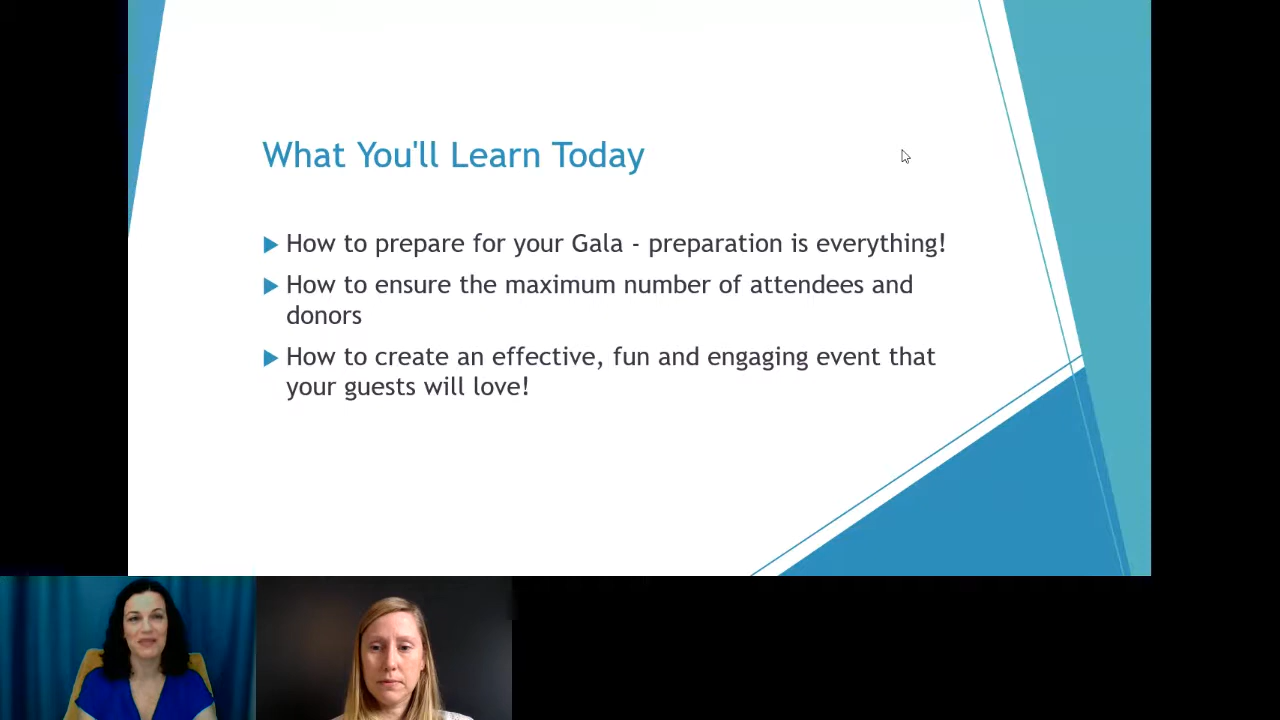 What You'll Learn Today
How to prepare for your Gala - preparation is everything!
How to ensure the maximum number of attendees and
donors
How to create an effective, fun and engaging event that
your guests will love!